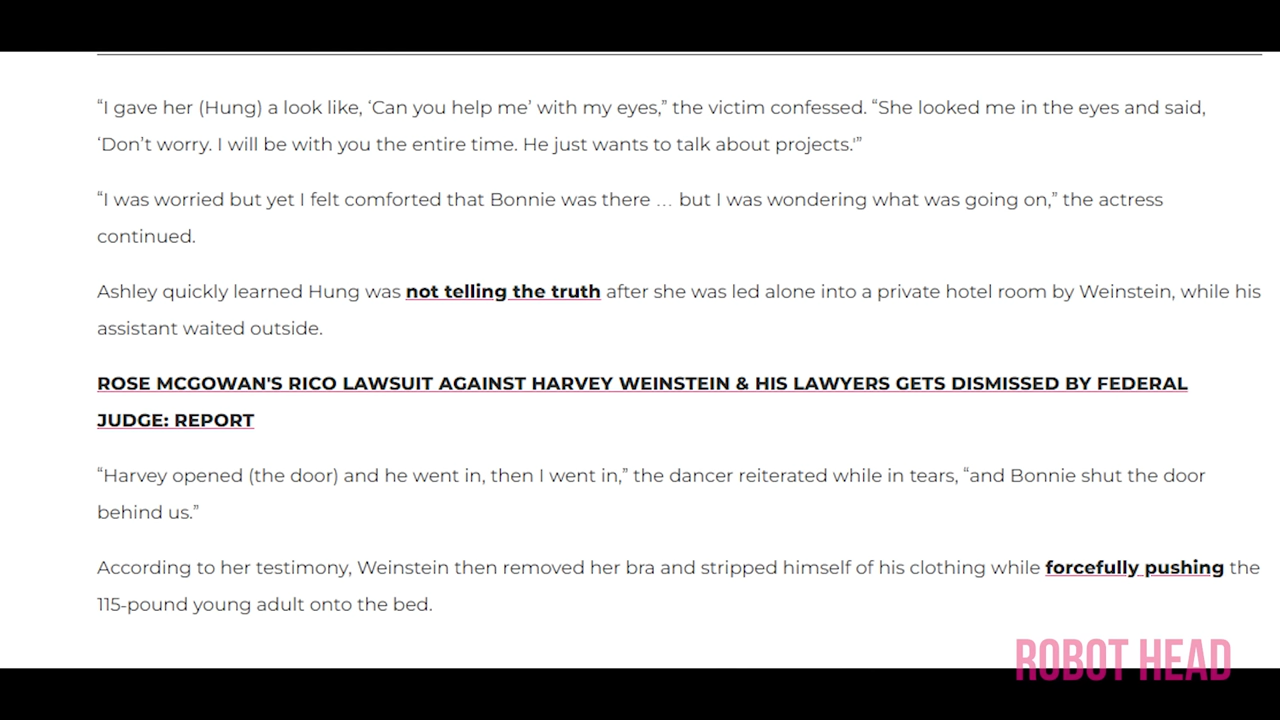 “I gave her (Hung) a look like, ‘Can you help me’ with my eyes,” the victim confessed. “She looked me in the eyes and said,
‘Don’t worry. I will be with you the entire time. He just wants to talk about projects.'”
“I was worried but yet I felt comforted that Bonnie was there … but I was wondering what was going on,” the actress
continued.
Ashley quickly learned Hung was not telling the truth after she was led alone into a private hotel room by Weinstein, while his
assistant waited outside.
ROSE MCGOWAN'S RICO LAWSUIT AGAINST HARVEY WEINSTEIN & HIS LAWYERS GETS DISMISSED BY FEDERAL
JUDGE: REPORT
“Harvey opened (the door) and he went in, then I went in,” the dancer reiterated while in tears, “and Bonnie shut the door
behind us.”
According to her testimony, Weinstein then removed her bra and stripped himself of his clothing while forcefully pushing the
115-pound young adult onto the bed.
ROBOT HEAD